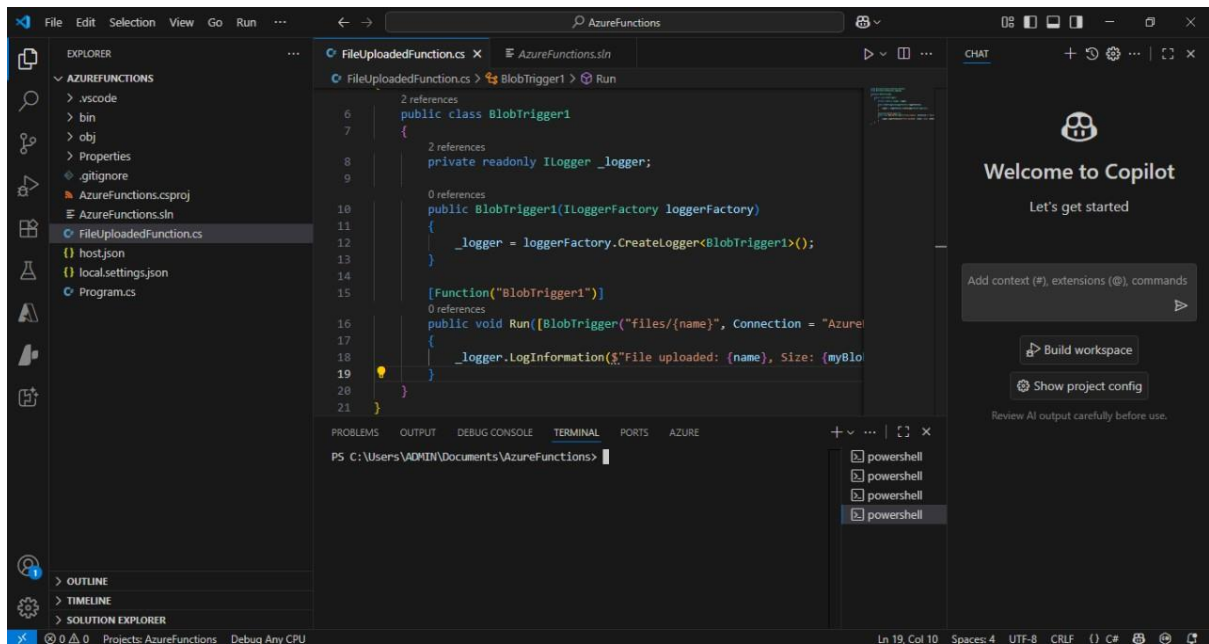 File Edit Selection View Go Run ···
AzureFunctions
EXPLORER
AZUREFUNCTIONS
.vscode
bin
obj
Properties
.gitignore
AzureFunctions.csproj
AzureFunctions.sln
FileUploadedFunction.cs
{} host.json
{} local.settings.json
Program.cs
OUTLINE
TIMELINE
SOLUTION EXPLORER
FileUploadedFunction.cs AzureFunctions.sln
FileUploadedFunction.cs > BlobTrigger1 > Run
2 references
6 public class BlobTrigger1
7 {
2 references
8 private readonly ILogger _logger;
9
0 references
10 public BlobTrigger1(ILoggerFactory loggerFactory)
11 {
12 _logger = loggerFactory.CreateLogger<BlobTrigger1>();
13 }
14
15 [Function("BlobTrigger1")]
0 references
16 public void Run([BlobTrigger("files/{name}", Connection = "Azure
17 {
18 _logger.LogInformation($"File uploaded: {name}, Size: {myBlo
19 }
20 }
21 }
PROBLEMS OUTPUT DEBUG CONSOLE TERMINAL PORTS AZURE
PS C:\Users\ADMIN\Documents\AzureFunctions>
powershell
powershell
powershell
powershell
CHAT
Welcome to Copilot
Let's get started
Add context (#), extensions (@), commands
Build workspace
Show project config
Review AI output carefully before use.
1
0 0 Projects: AzureFunctions Debug Any CPU
Ln 19, Col 10 Spaces: 4 UTF-8 CRLF {} C#